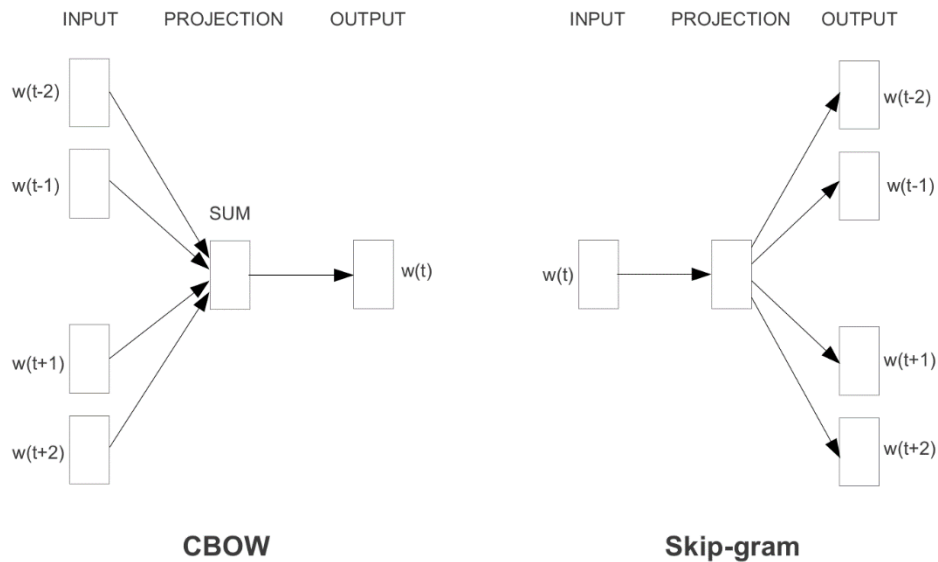 INPUT PROJECTION OUTPUT
w(t-2)
w(t-1)
SUM
w(t)
w(t+1)
w(t+2)
CBOW
INPUT PROJECTION OUTPUT
w(t-2)
w(t-1)
w(t)
w(t+1)
w(t+2)
Skip-gram